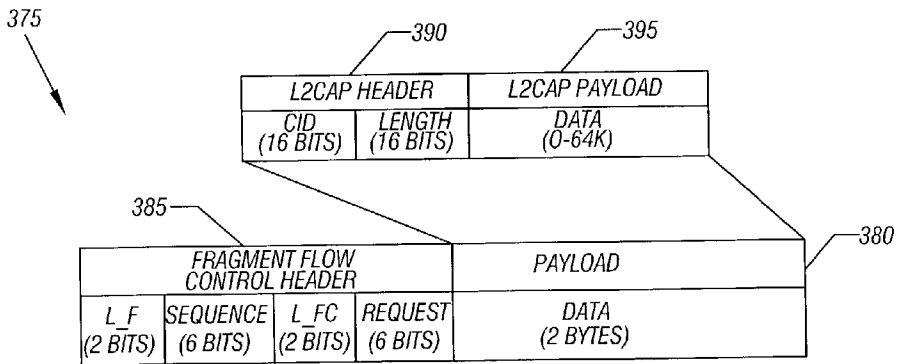 375
390
395
L2CAP HEADER
L2CAP PAYLOAD
CID
(16 BITS)
LENGTH
(16 BITS)
DATA
(0-64K)
385
380
FRAGMENT FLOW
CONTROL HEADER
PAYLOAD
L_F
(2 BITS)
SEQUENCE
(6 BITS)
L_FC
(2 BITS)
REQUEST
(6 BITS)
DATA
(2 BYTES)